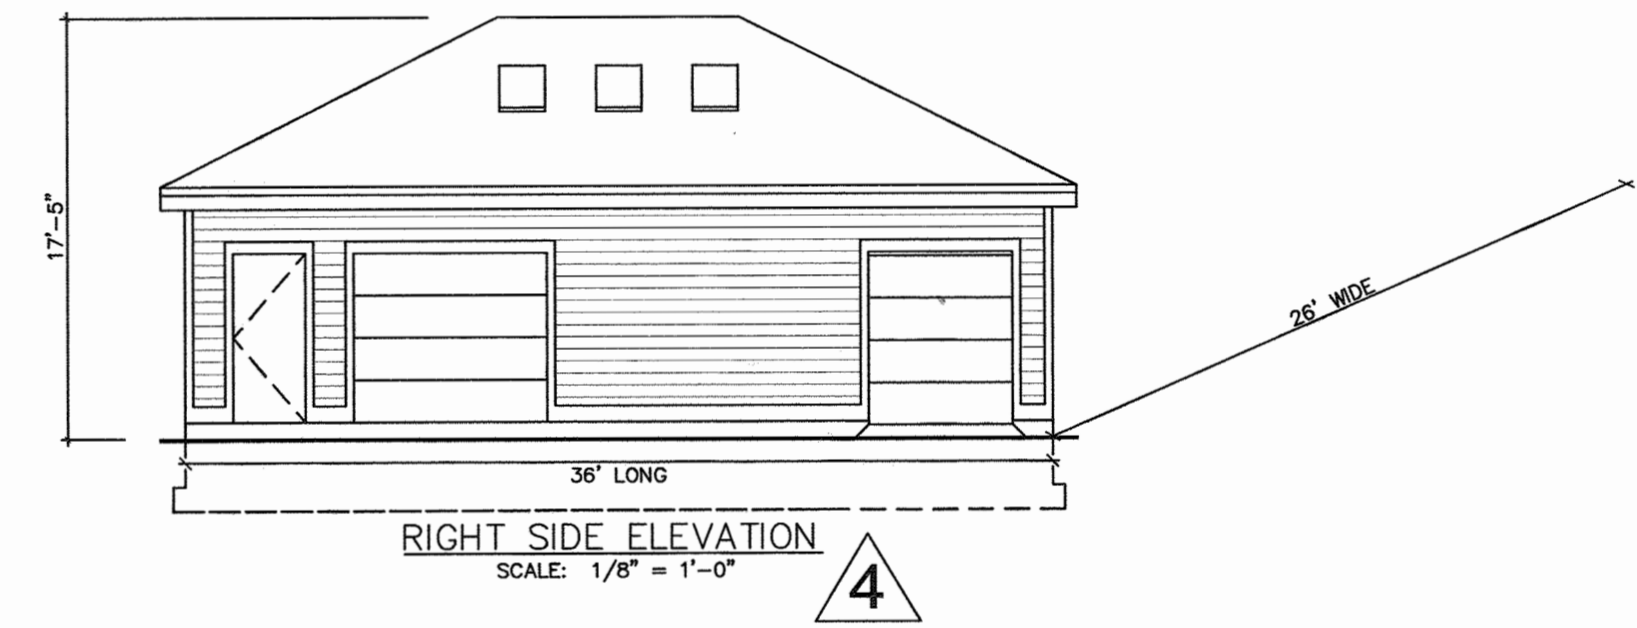 17'-5"
26' WIDE
36' LONG
RIGHT SIDE ELEVATION
SCALE: 1/8" = 1'-0"
4